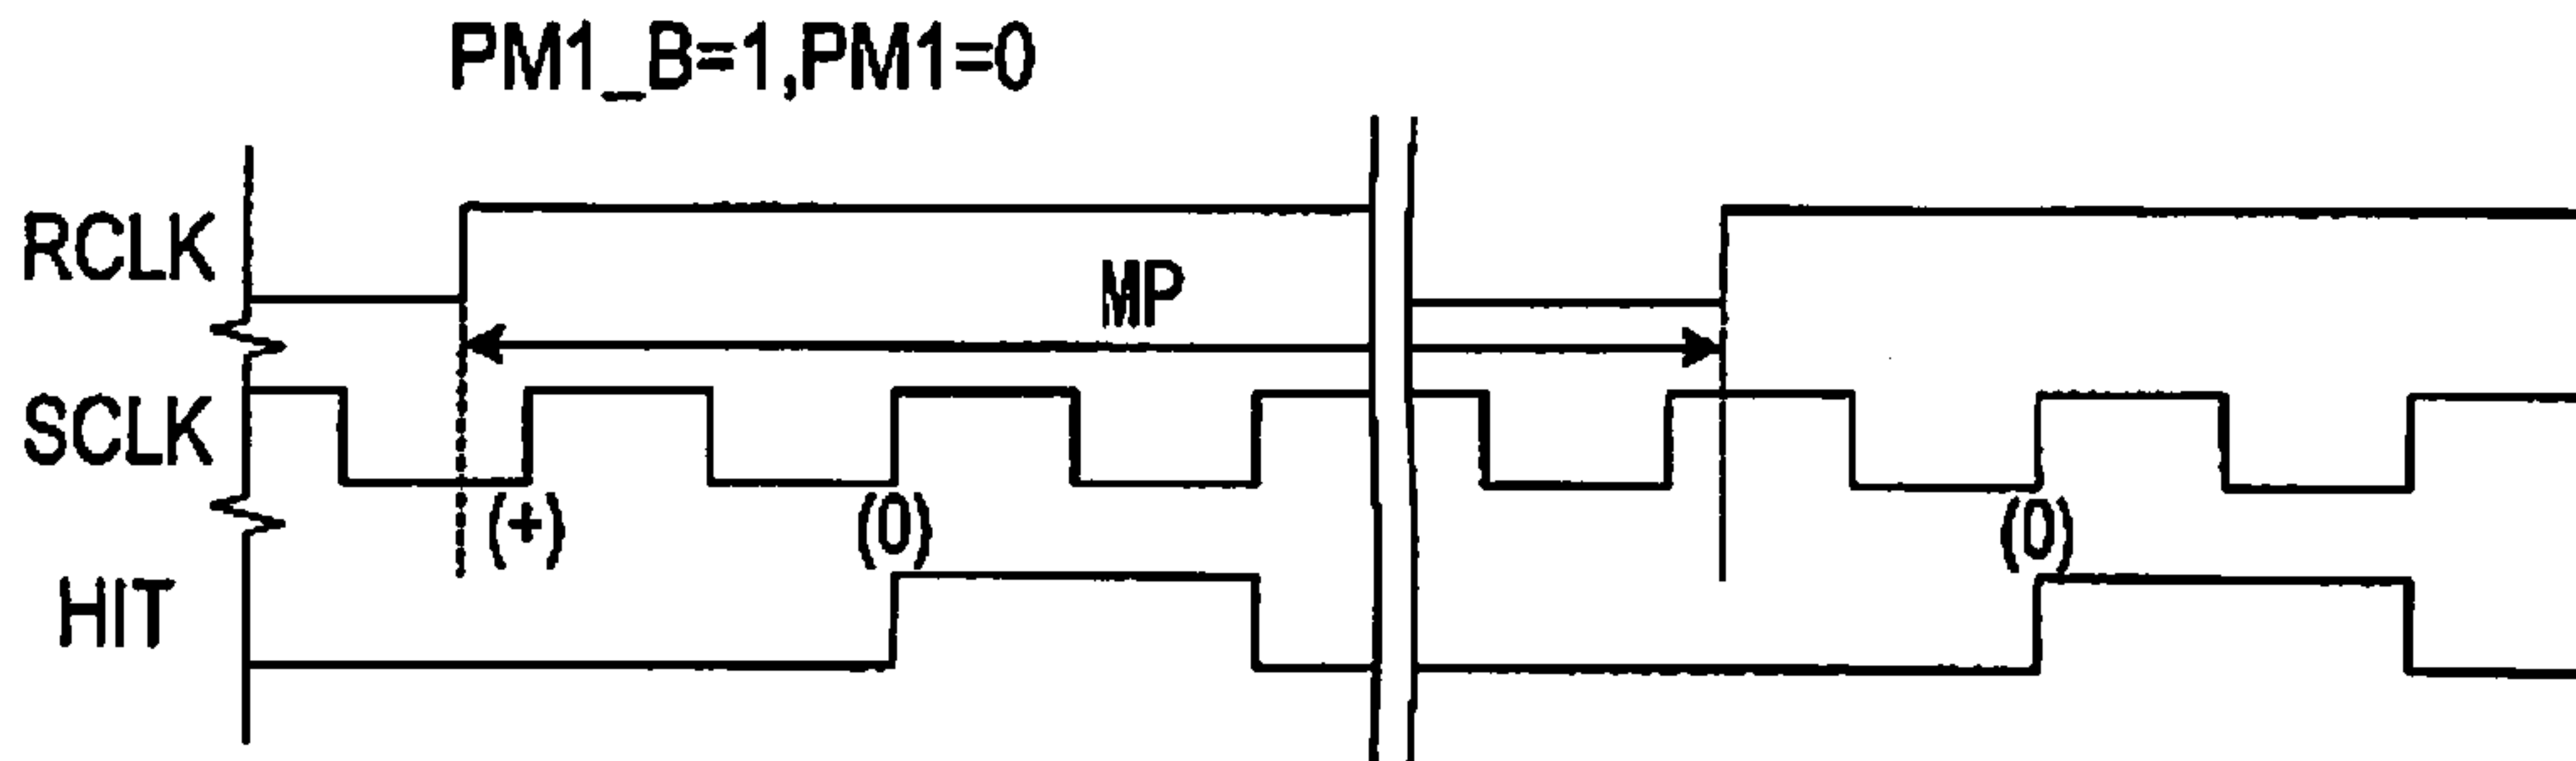 PM1_B=1,PM1=0
RCLK
MP
SCLK
(+)
(0)
(0)
HIT